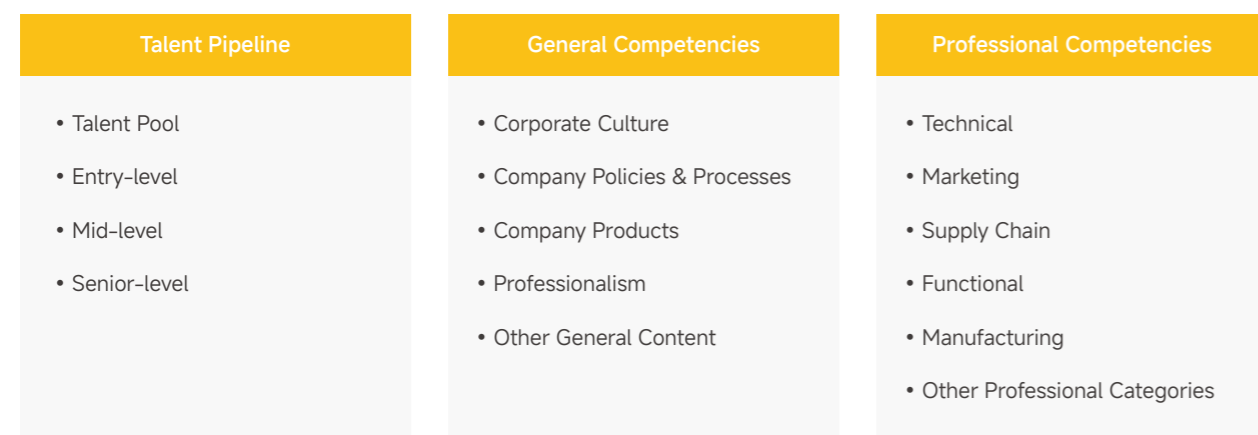 Talent Pipeline
• Talent Pool
• Entry-level
• Mid-level
• Senior-level
General Competencies
• Corporate Culture
• Company Policies & Processes
• Company Products
• Professionalism
• Other General Content
Professional Competencies
• Technical
• Marketing
• Supply Chain
• Functional
• Manufacturing
• Other Professional Categories